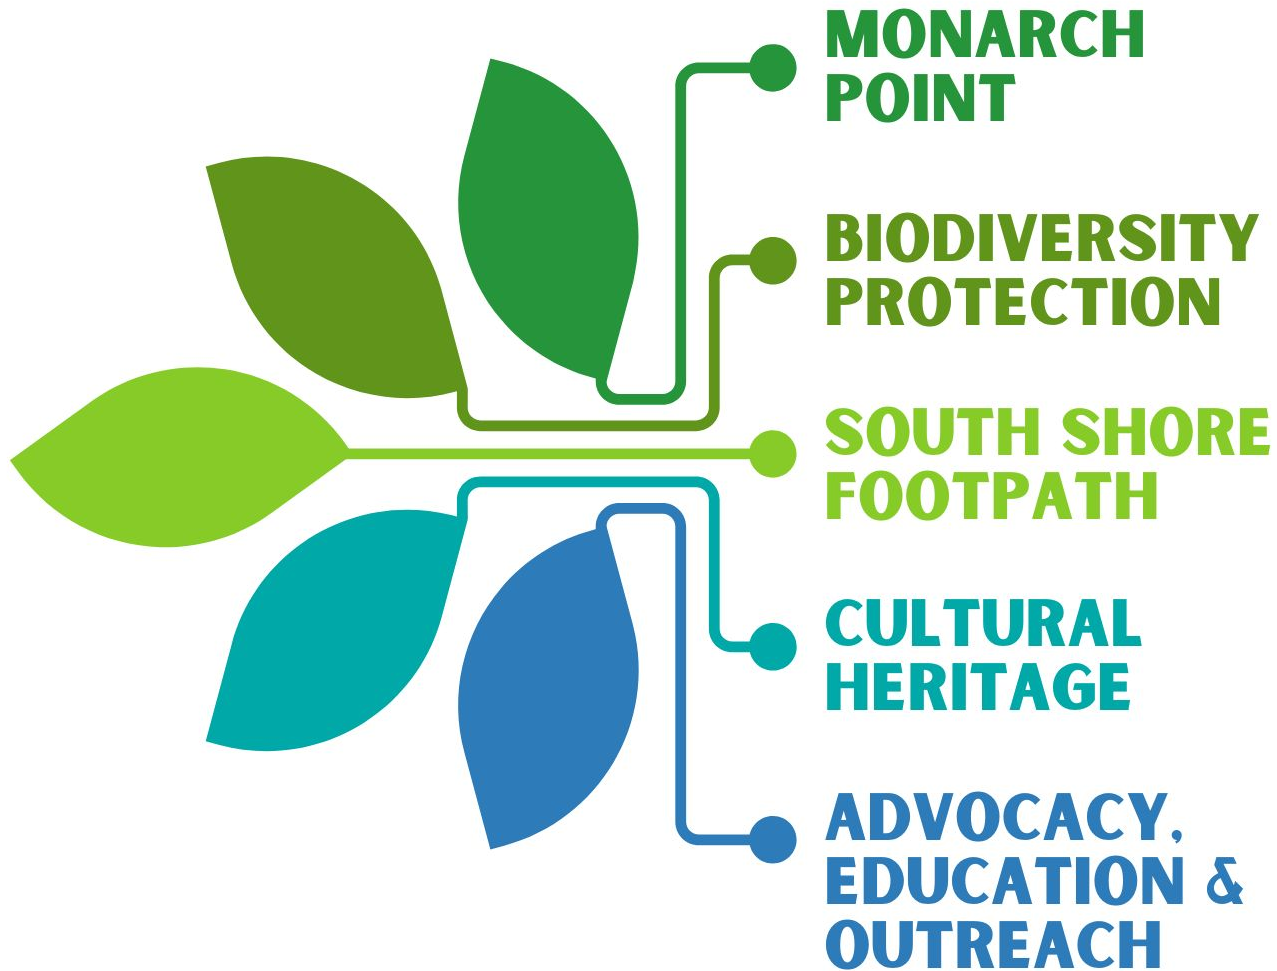 MONARCH
POINT
BIODIVERSITY
PROTECTION
SOUTH SHORE
FOOTPATH
CULTURAL
HERITAGE
ADVOCACY,
EDUCATION &
OUTREACH